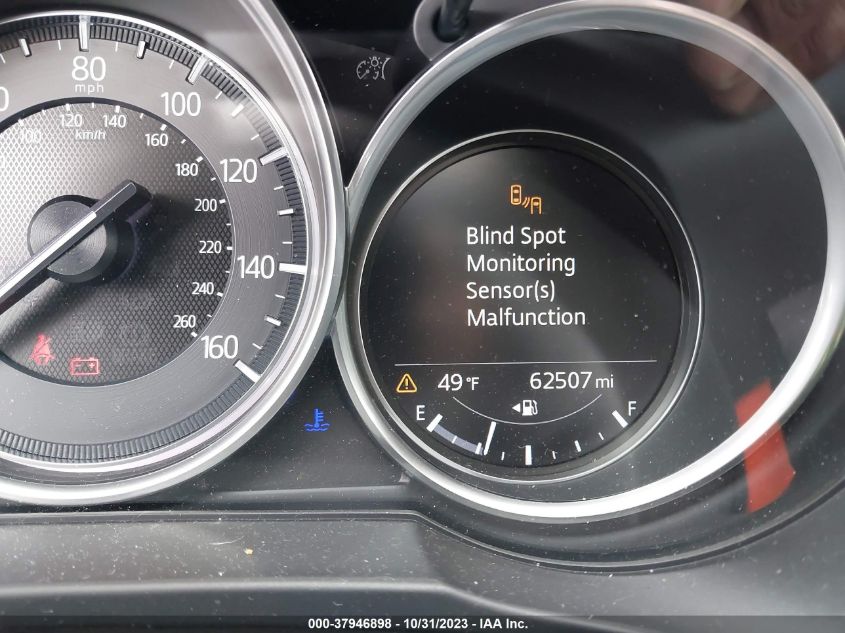 80
mph
100
120
140
160
100
120
140
km/h
160
180
200
220
240
260
Blind Spot
Monitoring
Sensor(s)
Malfunction
49°F
62507 mi
E
F
000-37946898 - 10/31/2023 - IAA Inc.